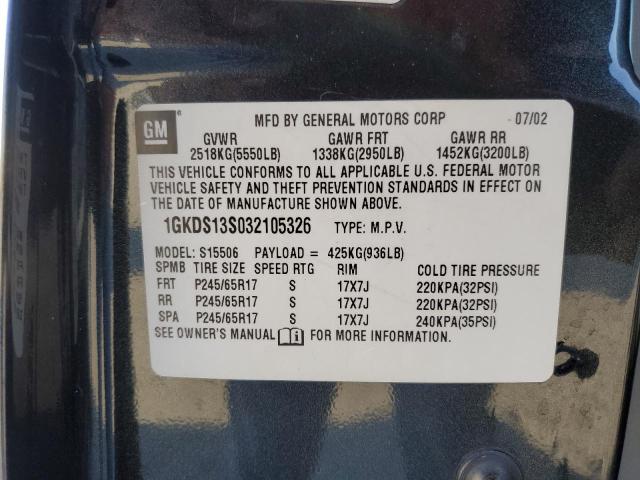 GM
®
MFD BY GENERAL MOTORS CORP 07/02
GVWR GAWR FRT GAWR RR
2518KG(5550LB) 1338KG(2950LB) 1452KG(3200LB)
THIS VEHICLE CONFORMS TO ALL APPLICABLE U.S. FEDERAL MOTOR
VEHICLE SAFETY AND THEFT PREVENTION STANDARDS IN EFFECT ON
THE DATE OF MANUFACTURE SHOWN ABOVE.
1GKDS13S032105326 TYPE: M.P.V.
MODEL: S15506 PAYLOAD = 425KG(936LB)
SPMB TIRE SIZE SPEED RTG RIM COLD TIRE PRESSURE
FRT P245/65R17 S 17X7J 220KPA(32PSI)
RR P245/65R17 S 17X7J 220KPA(32PSI)
SPA P245/65R17 S 17X7J 240KPA(35PSI)
SEE OWNER'S MANUAL FOR MORE INFORMATION.